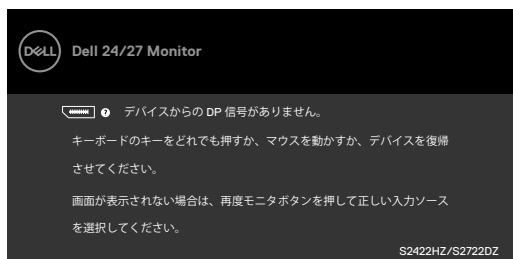 DELL
Dell 24/27 Monitor
デバイスからの DP 信号がありません。
キーボードのキーをどれでも押すか、マウスを動かすか、デバイスを復帰
させてください。
画面が表示されない場合は、再度モニタボタンを押して正しい入力ソース
を選択してください。
S2422HZ/S2722DZ